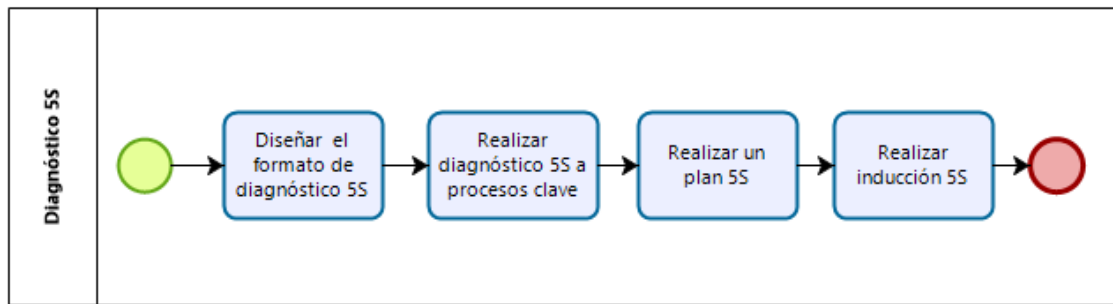 Diagnóstico 5S
Diseñar el
formato de
diagnóstico 5S
Realizar
diagnóstico 5S a
procesos clave
Realizar un
plan 5S
Realizar
inducción 5S